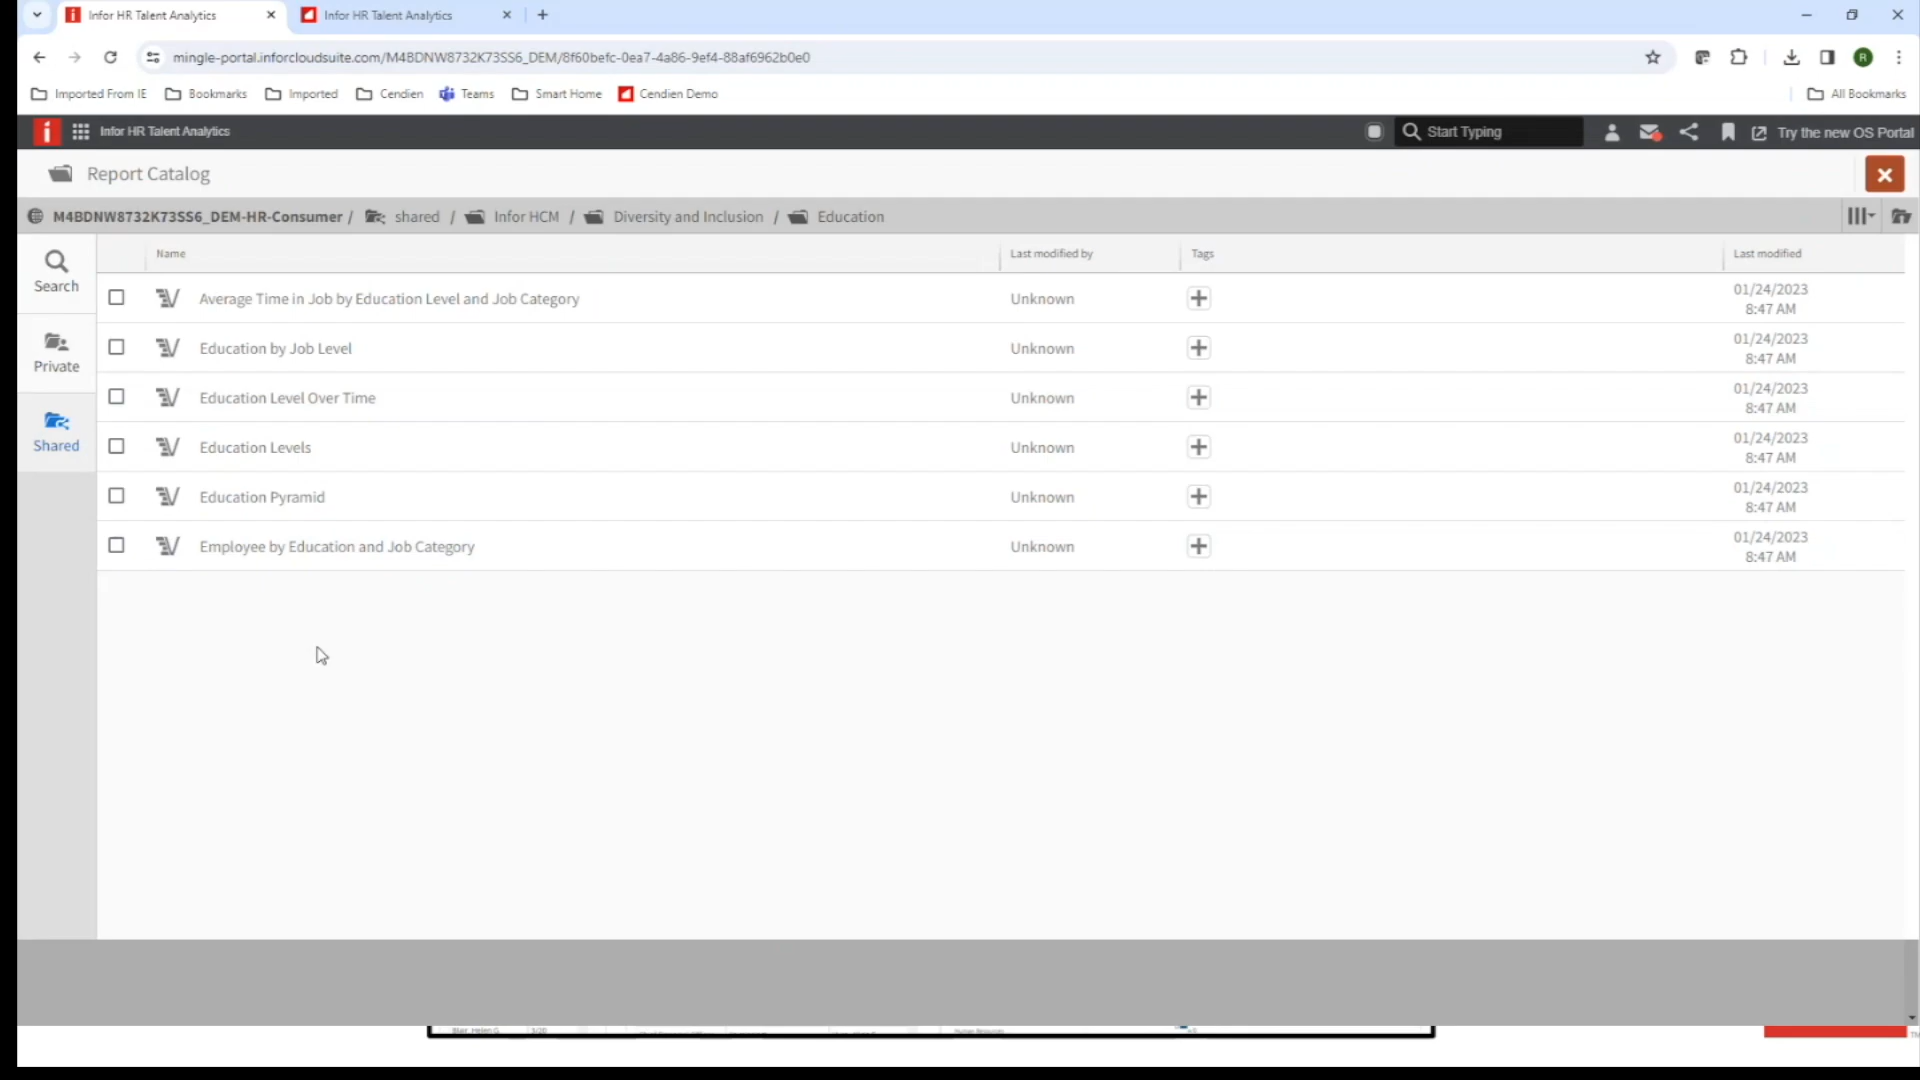 Infor HR Talent Analytics
Infor HR Talent Analytics
mingle-portal.inforcloudsuite.com/M4BDNW8732K73SS6_DEM/8f60befc-0ea7-4a86-9ef4-88af6962b0e0
R
Imported From IE Bookmarks Imported Cendien Teams Smart Home Cendien Demo All Bookmarks
Infor HR Talent Analytics Start Typing Try the new OS Portal
Report Catalog
M4BDNW8732K73SS6_DEM-HR-Consumer / shared / Infor HCM / Diversity and Inclusion / Education
Search
Private
Shared
Name Last modified by Tags Last modified
Average Time in Job by Education Level and Job Category Unknown 01/24/2023
8:47 AM
Education by Job Level Unknown 01/24/2023
8:47 AM
Education Level Over Time Unknown 01/24/2023
8:47 AM
Education Levels Unknown 01/24/2023
8:47 AM
Education Pyramid Unknown 01/24/2023
8:47 AM
Employee by Education and Job Category Unknown 01/24/2023
8:47 AM